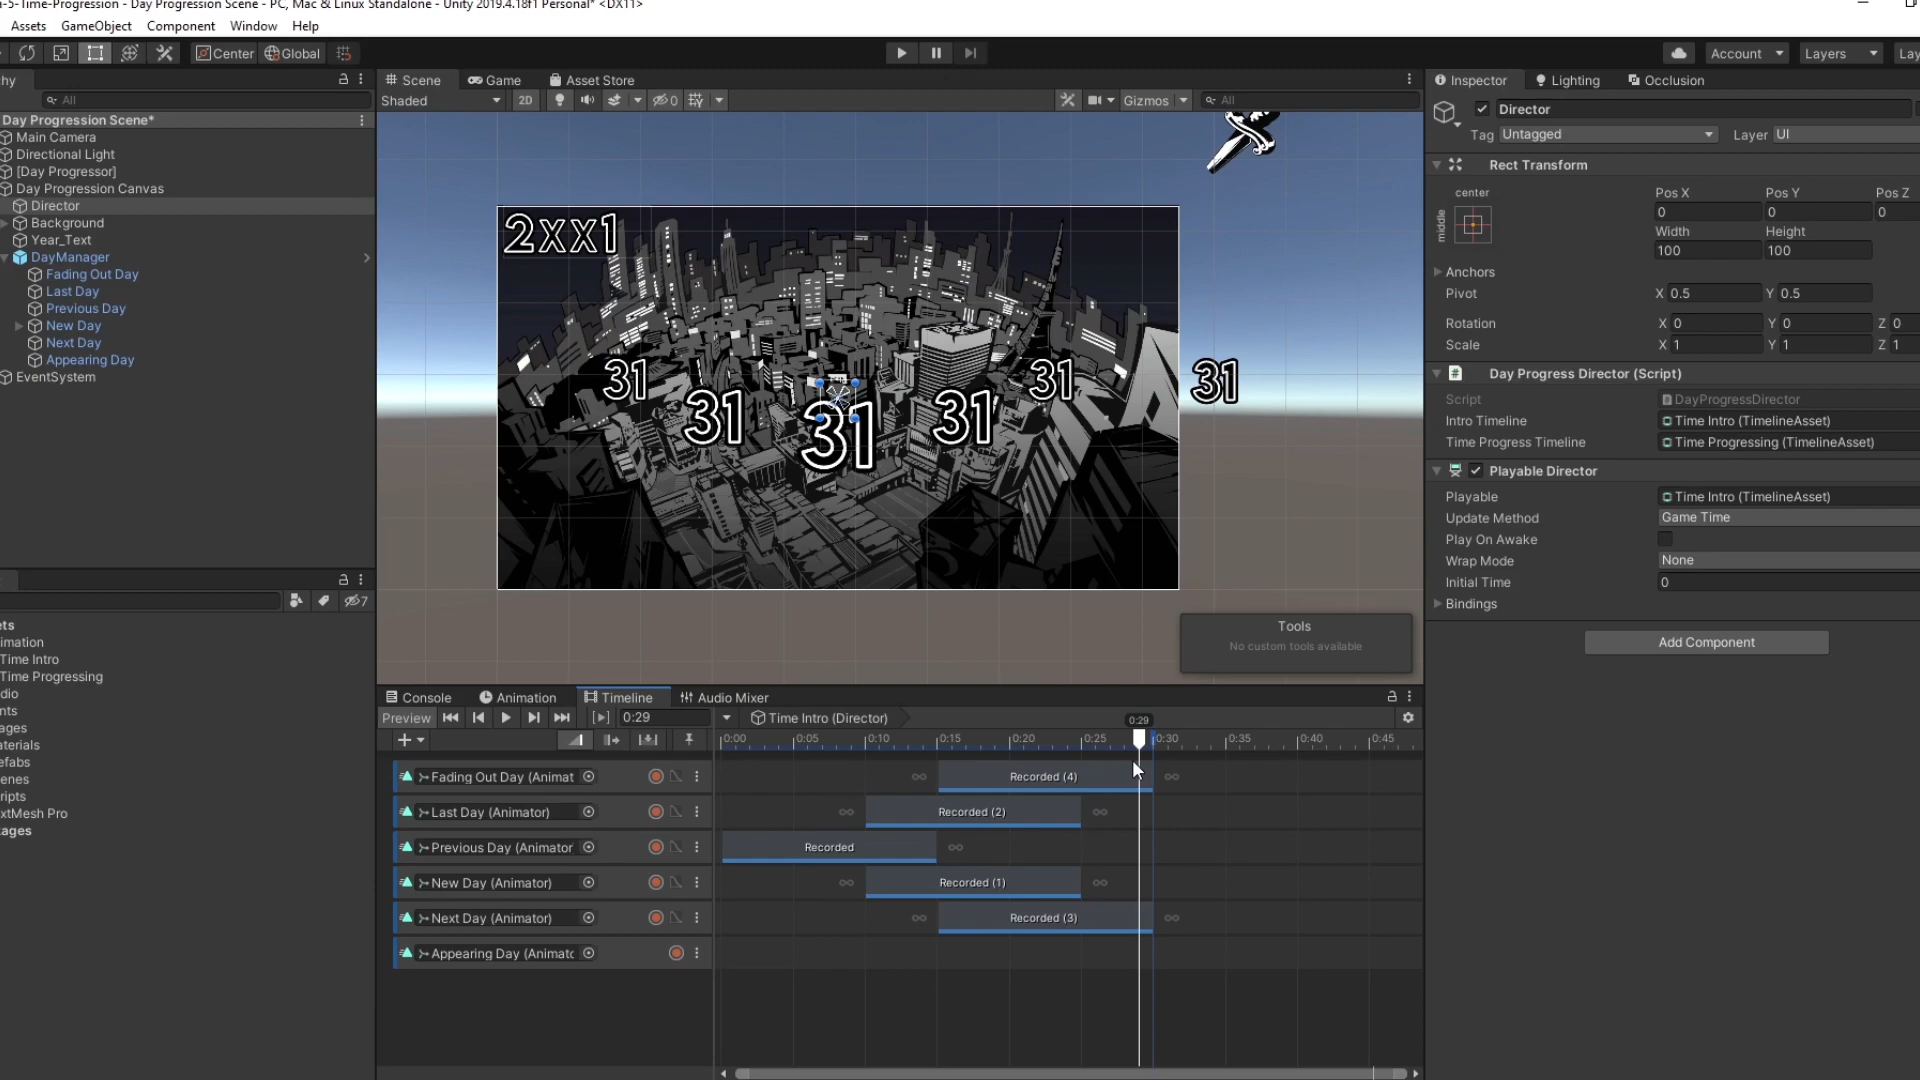 -5-Time-Progression - Day Progression Scene - PC, Mac & Linux Standalone - Unity 2019.4.18f1 Personal* <DX11>
Assets GameObject Component Window Help
Center Global
Account Layers Lay
hy
All
Day Progression Scene*
Main Camera
Directional Light
[Day Progressor]
Day Progression Canvas
Director
Background
Year_Text
DayManager
Fading Out Day
Last Day
Previous Day
New Day
Next Day
Appearing Day
EventSystem
7
ets
imation
Time Intro
Time Progressing
dio
nts
ages
aterials
efabs
enes
ripts
xtMesh Pro
ages
Scene Game Asset Store
Shaded 2D 0 Gizmos All
2xx1
31 31 31 31 31 31
Tools
No custom tools available
Console Animation Timeline Audio Mixer
Preview 0:29 Time Intro (Director)
0:29
0:00 0:05 0:10 0:15 0:20 0:25 0:30 0:35 0:40 0:45
Fading Out Day (Animat Recorded (4)
Last Day (Animator) Recorded (2)
Previous Day (Animator Recorded
New Day (Animator) Recorded (1)
Next Day (Animator) Recorded (3)
Appearing Day (Animato
Inspector Lighting Occlusion
Director
Tag Untagged Layer UI
Rect Transform
center
middle
Pos X Pos Y Pos Z
0 0 0
Width Height
100 100
Anchors
Pivot X 0.5 Y 0.5
Rotation X 0 Y 0 Z 0
Scale X 1 Y 1 Z 1
Day Progress Director (Script)
Script DayProgressDirector
Intro Timeline Time Intro (TimelineAsset)
Time Progress Timeline Time Progressing (TimelineAsset)
Playable Director
Playable Time Intro (TimelineAsset)
Update Method Game Time
Play On Awake
Wrap Mode None
Initial Time 0
Bindings
Add Component